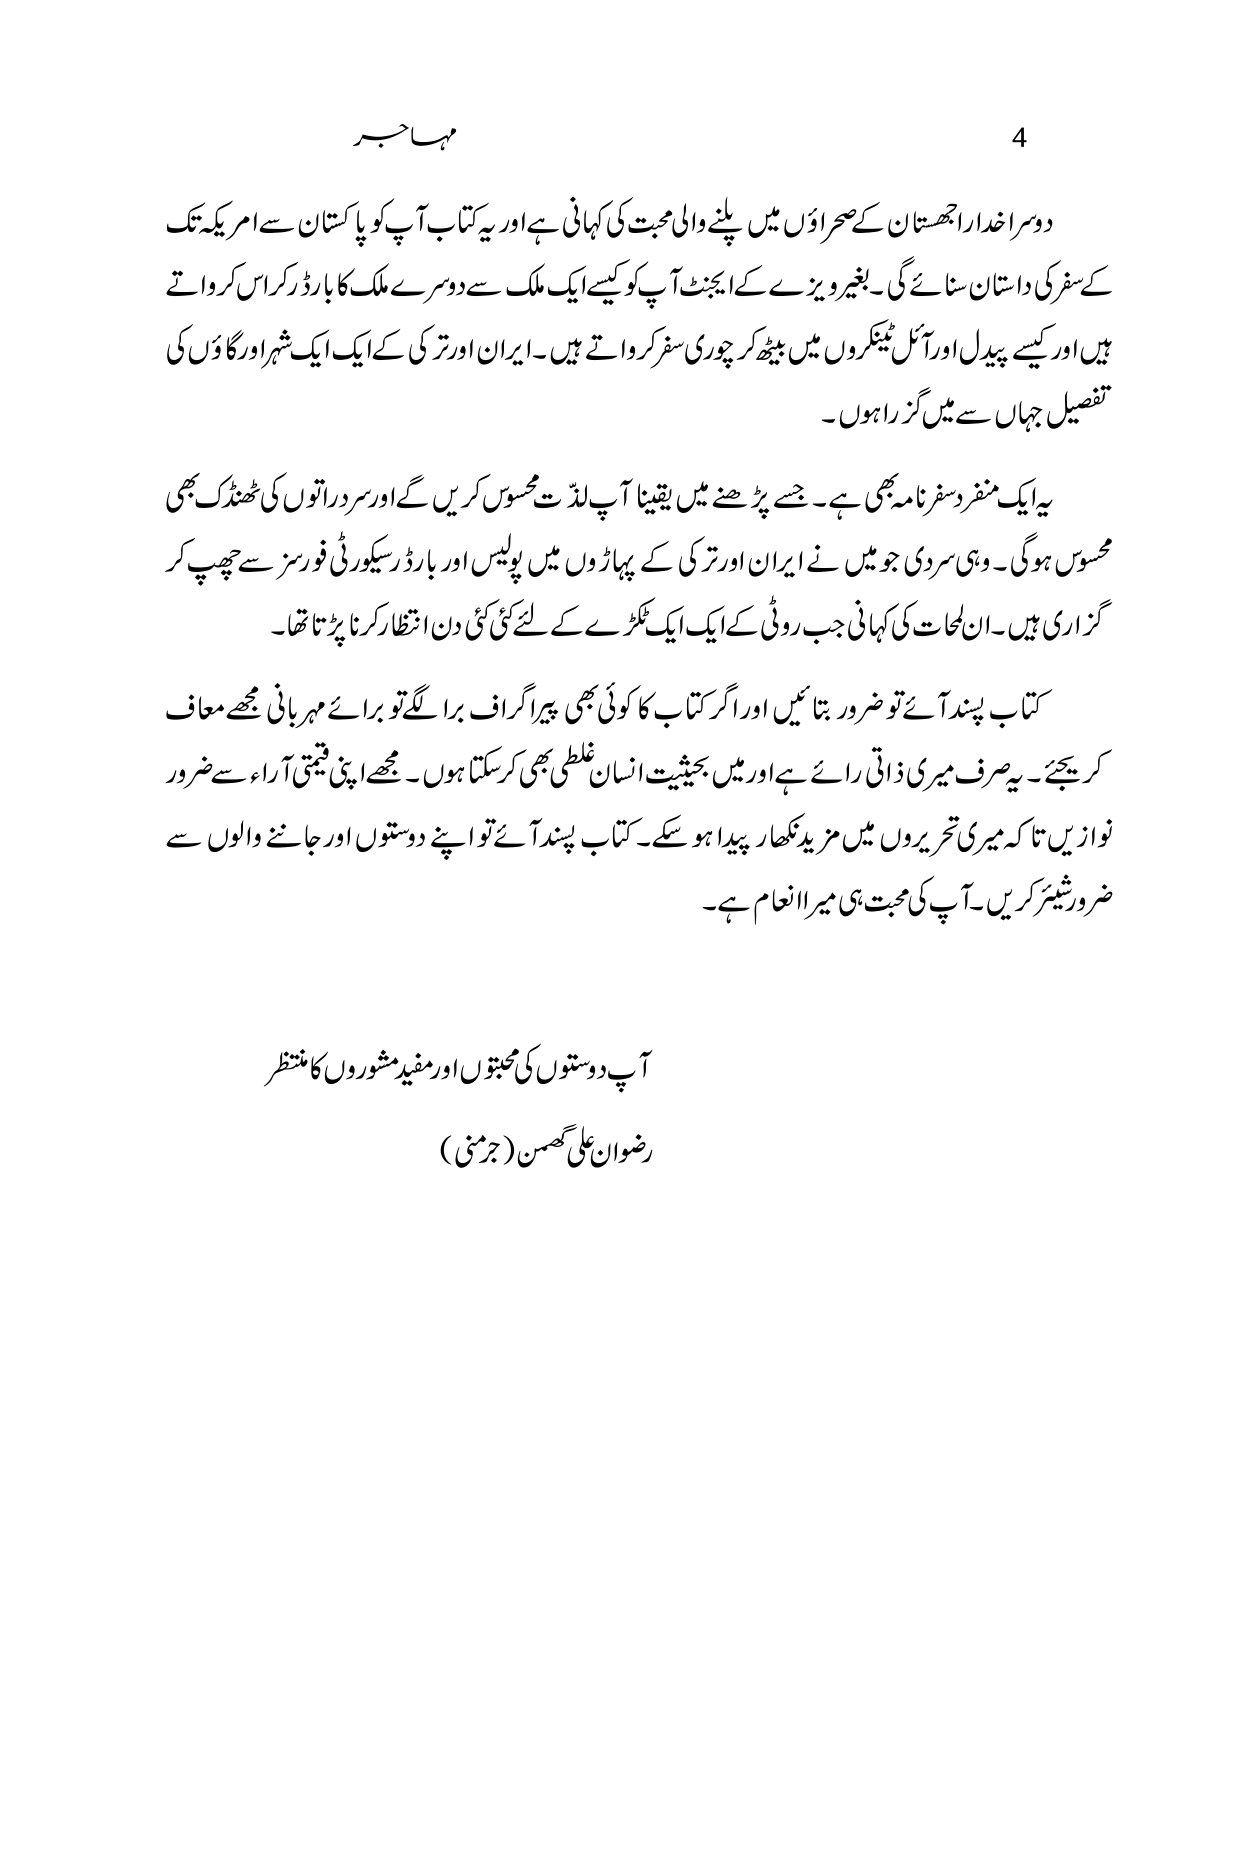 4 مہاجر
دوسرا خدا راجھستان کے صحراؤں میں پلنے والی محبت کی کہانی ہے اور یہ کتاب آپ کو پاکستان سے امریکہ تک
کے سفر کی داستان سنائے گی۔ بغیر ویزے کے ایجنٹ آپ کو کیسے ایک ملک سے دوسرے ملک کا بارڈر کراس کرواتے
ہیں اور کیسے پیدل اور آئل ٹینکروں میں بیٹھ کر چوری سفر کرواتے ہیں۔ ایران اور ترکی کے ایک ایک شہر اور گاؤں کی
تفصیل جہاں سے میں گزرا ہوں۔
یہ ایک منفرد سفر نامہ بھی ہے۔ جسے پڑھنے میں یقینا آپ لذّت محسوس کریں گے اور سرد راتوں کی ٹھنڈک بھی
محسوس ہو گی۔ وہی سردی جو میں نے ایران اور ترکی کے پہاڑوں میں پولیس اور بارڈر سیکورٹی فورسز سے چھپ کر
گزاری ہیں۔ ان لمحات کی کہانی جب روٹی کے ایک ایک ٹکڑے کے لئے کئی کئی دن انتظار کرنا پڑتا تھا۔
کتاب پسند آئے تو ضرور بتائیں اور اگر کتاب کا کوئی بھی پیراگراف برا لگے تو برائے مہربانی مجھے معاف
کر یجئے۔ یہ صرف میری ذاتی رائے ہے اور میں بحیثیت انسان غلطی بھی کر سکتا ہوں۔ مجھے اپنی قیمتی آراء سے ضرور
نوازیں تاکہ میری تحریروں میں مزید نکھار پیدا ہو سکے۔ کتاب پسند آئے تو اپنے دوستوں اور جاننے والوں سے
ضرور شیئر کریں۔ آپ کی محبت ہی میرا انعام ہے۔
آپ دوستوں کی محبتوں اور مفید مشوروں کا منتظر
رضوان علی گھمن (جرمنی)